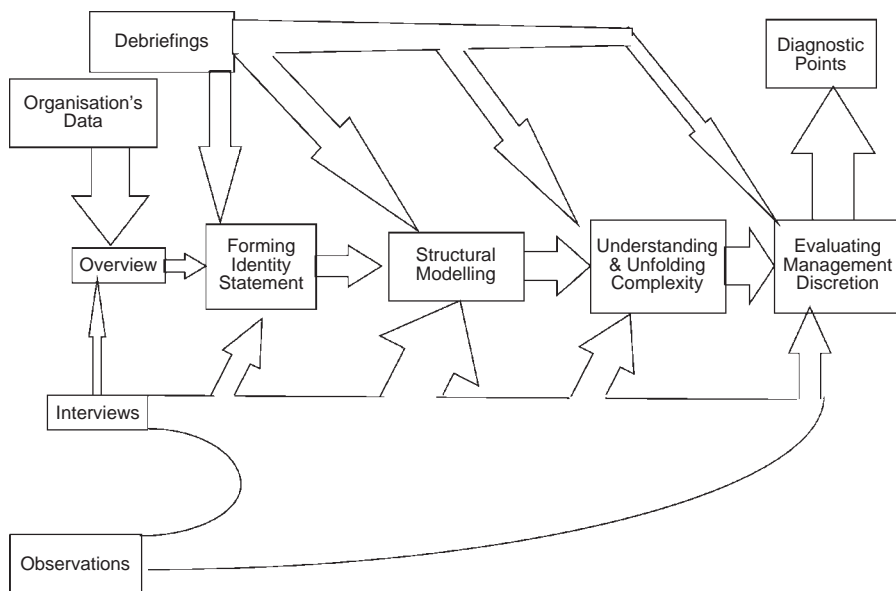 Debriefings
Diagnostic
Points
Organisation's
Data
Overview
Forming
Identity
Statement
Structural
Modelling
Understanding
& Unfolding
Complexity
Evaluating
Management
Discretion
Interviews
Observations